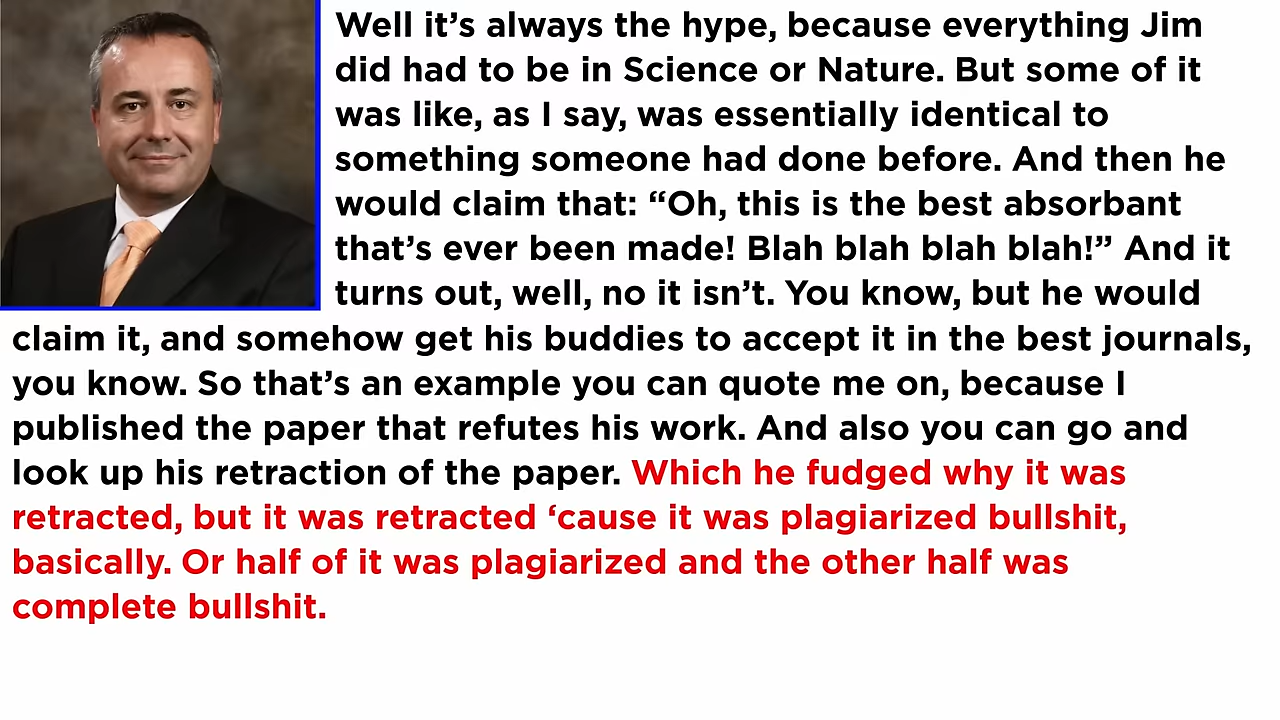 Well it’s always the hype, because everything Jim
did had to be in Science or Nature. But some of it
was like, as I say, was essentially identical to
something someone had done before. And then he
would claim that: “Oh, this is the best absorbant
that’s ever been made! Blah blah blah blah!” And it
turns out, well, no it isn’t. You know, but he would
claim it, and somehow get his buddies to accept it in the best journals,
you know. So that’s an example you can quote me on, because I
published the paper that refutes his work. And also you can go and
look up his retraction of the paper. Which he fudged why it was
retracted, but it was retracted ‘cause it was plagiarized bullshit,
basically. Or half of it was plagiarized and the other half was
complete bullshit.